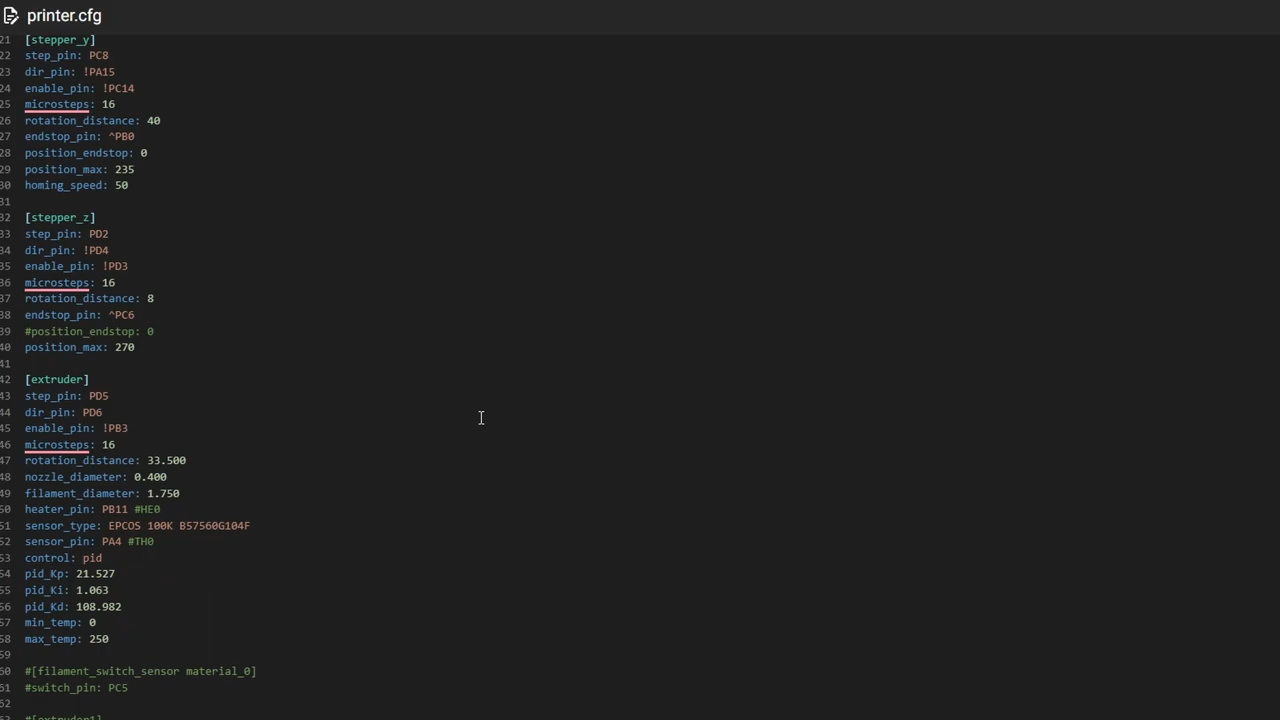 printer.cfg
21 [stepper_y]
22 step_pin: PC8
23 dir_pin: !PA15
24 enable_pin: !PC14
25 microsteps: 16
26 rotation_distance: 40
27 endstop_pin: ^PB0
28 position_endstop: 0
29 position_max: 235
30 homing_speed: 50
31
32 [stepper_z]
33 step_pin: PD2
34 dir_pin: !PD4
35 enable_pin: !PD3
36 microsteps: 16
37 rotation_distance: 8
38 endstop_pin: ^PC6
39 #position_endstop: 0
40 position_max: 270
41
42 [extruder]
43 step_pin: PD5
44 dir_pin: PD6
45 enable_pin: !PB3
46 microsteps: 16
47 rotation_distance: 33.500
48 nozzle_diameter: 0.400
49 filament_diameter: 1.750
50 heater_pin: PB11 #HE0
51 sensor_type: EPCOS 100K B57560G104F
52 sensor_pin: PA4 #TH0
53 control: pid
54 pid_Kp: 21.527
55 pid_Ki: 1.063
56 pid_Kd: 108.982
57 min_temp: 0
58 max_temp: 250
59
60 #[filament_switch_sensor material_0]
61 #switch_pin: PC5
62
63 #[extruder1]